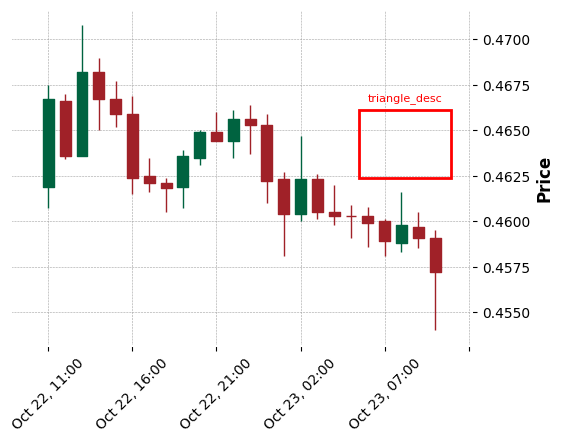 0.4700
0.4675
triangle_desc
0.4650
0.4625
0.4600
0.4575
0.4550
Price
Oct 22, 11:00
Oct 22, 16:00
Oct 22, 21:00
Oct 23, 02:00
Oct 23, 07:00